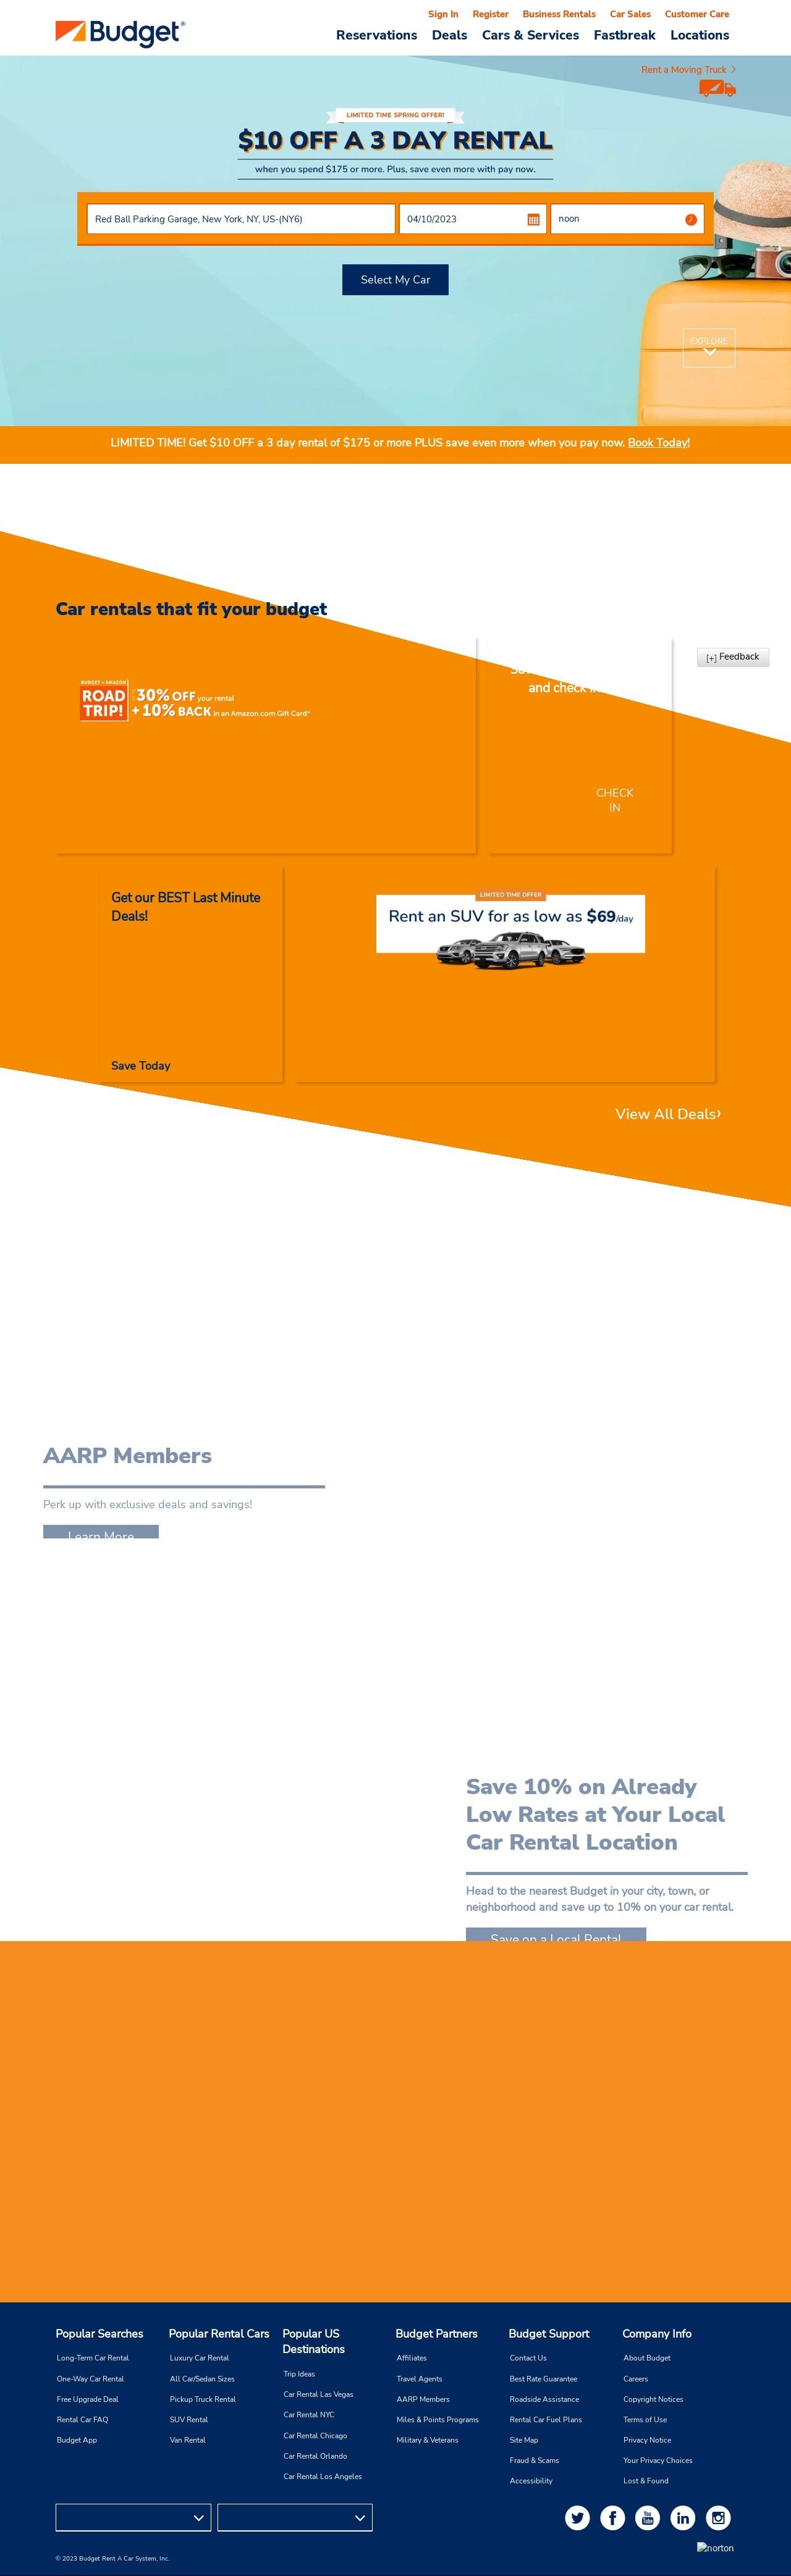 Sign In Register Business Rentals Car Sales Customer Care
Budget®
Reservations Deals Cars & Services Fastbreak Locations
Rent a Moving Truck
LIMITED TIME SPRING OFFER!
$10 OFF A 3 DAY RENTAL
when you spend $175 or more. Plus, save even more with pay now.
Red Ball Parking Garage, New York, NY, US-(NY6) 04/10/2023 noon
Select My Car
EXPLORE
LIMITED TIME! Get $10 OFF a 3 day rental of $175 or more PLUS save even more when you pay now. Book Today!
Car rentals that fit your budget
[+] Feedback
BUDGET + AMAZON
ROAD TRIP!
30% OFF your rental
+ 10% BACK in an Amazon.com Gift Card
and check in
CHECK
IN
Get our BEST Last Minute
Deals!
Save Today
LIMITED TIME OFFER
Rent an SUV for as low as $69/day
View All Deals›
AARP Members
Perk up with exclusive deals and savings!
Learn More
Save 10% on Already
Low Rates at Your Local
Car Rental Location
Head to the nearest Budget in your city, town, or
neighborhood and save up to 10% on your car rental.
Save on a Local Rental
Popular Searches
Long-Term Car Rental
One-Way Car Rental
Free Upgrade Deal
Rental Car FAQ
Budget App
Popular Rental Cars
Luxury Car Rental
All Car/Sedan Sizes
Pickup Truck Rental
SUV Rental
Van Rental
Popular US
Destinations
Trip Ideas
Car Rental Las Vegas
Car Rental NYC
Car Rental Chicago
Car Rental Orlando
Car Rental Los Angeles
Budget Partners
Affiliates
Travel Agents
AARP Members
Miles & Points Programs
Military & Veterans
Budget Support
Contact Us
Best Rate Guarantee
Roadside Assistance
Rental Car Fuel Plans
Site Map
Fraud & Scams
Accessibility
Company Info
About Budget
Careers
Copyright Notices
Terms of Use
Privacy Notice
Your Privacy Choices
Lost & Found
You Tube
in
norton
© 2023 Budget Rent A Car System, Inc.